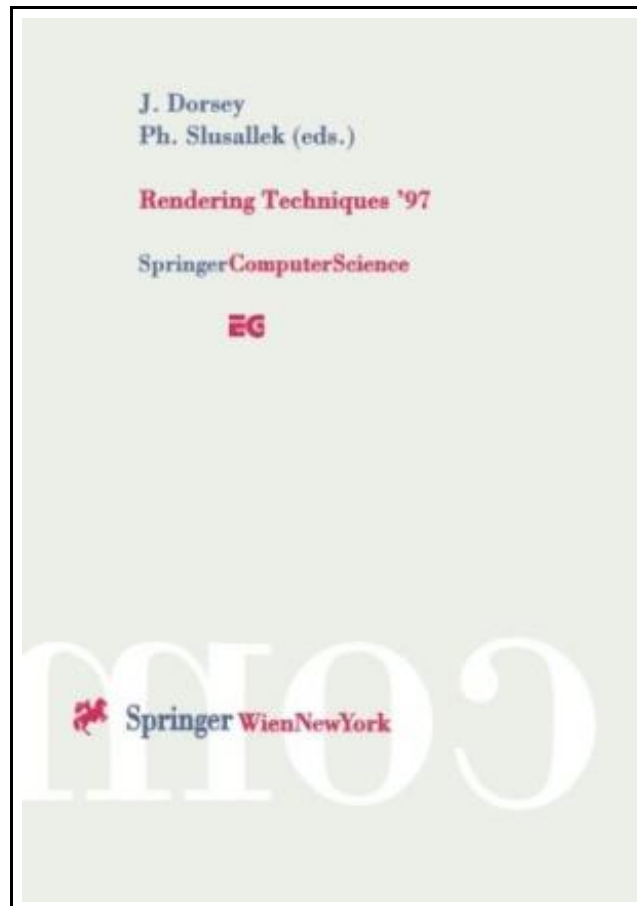 J. Dorsey
Ph. Slusallek (eds.)
Rendering Techniques '97
SpringerComputerScience
EG
Springer WienNewYork
com